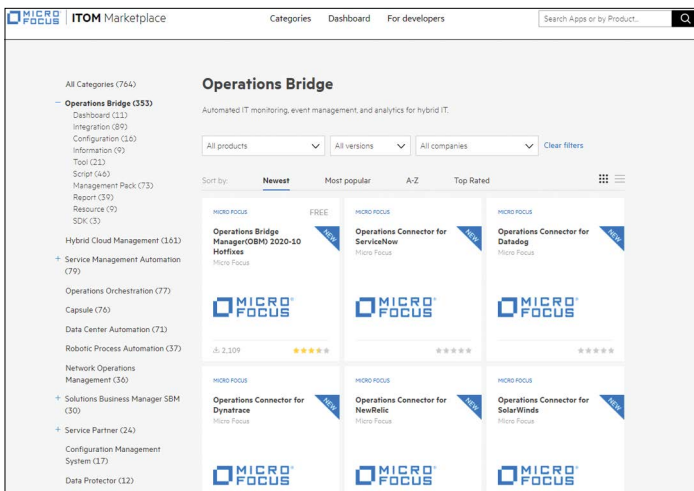 MICRO FOCUS | ITOM Marketplace
Categories Dashboard For developers
Search Apps or by Product..
All Categories (764)
Operations Bridge (353)
Dashboard (11)
Integration (89)
Configuration (16)
Information (9)
Tool (21)
Script (46)
Management Pack (73)
Report (39)
Resource (9)
SDK (3)
Hybrid Cloud Management (161)
+ Service Management Automation
(79)
Operations Orchestration (77)
Capsule (76)
Data Center Automation (71)
Robotic Process Automation (37)
Network Operations
Management (36)
+ Solutions Business Manager SBM
(30)
+ Service Partner (24)
Configuration Management
System (17)
Data Protector (12)
Operations Bridge
Automated IT monitoring, event management, and analytics for hybrid IT.
All products All versions All companies Clear filters
Sort by: Newest Most popular A-Z Top Rated
MICRO FOCUS FREE
NEW
Operations Bridge
Manager(OBM) 2020-10
Hotfixes
Micro Focus
MICRO
FOCUS
2,109
MICRO FOCUS
NEW
Operations Connector for
ServiceNow
Micro Focus
MICRO
FOCUS
MICRO FOCUS
NEW
Operations Connector for
Datadog
Micro Focus
MICRO
FOCUS
MICRO FOCUS
NEW
Operations Connector for
Dynatrace
Micro Focus
MICRO
FOCUS
MICRO FOCUS
NEW
Operations Connector for
NewRelic
Micro Focus
MICRO
FOCUS
MICRO FOCUS
NEW
Operations Connector for
SolarWinds
Micro Focus
MICRO
FOCUS